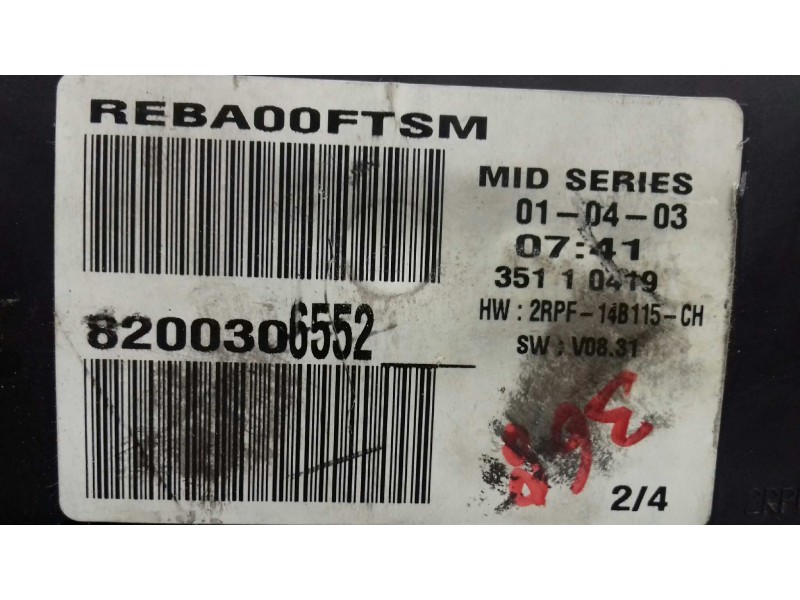 REBA00FTSM
MID SERIES
01-04-03
07:41
351 1 0419
HW : 2RPF-14B115-CH
8200306552
SW : V08.31
2/4